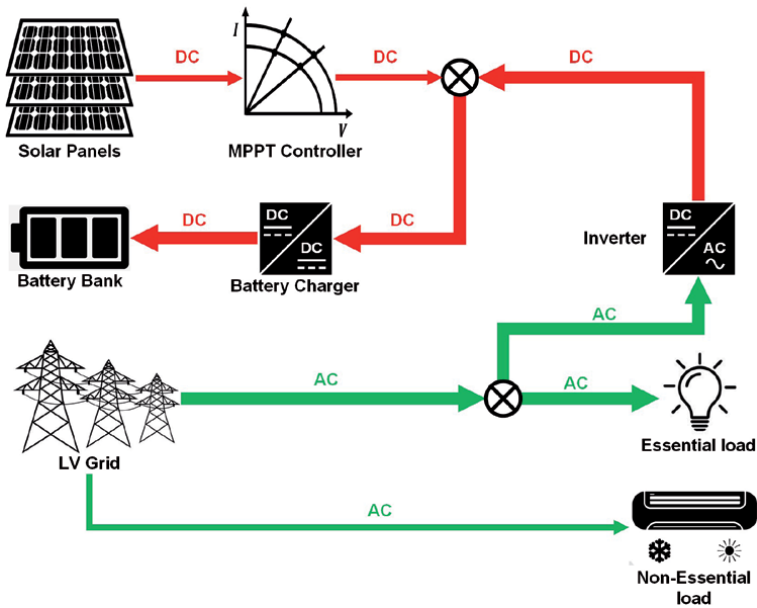 DC
I
DC
DC
V
Solar Panels
MPPT Controller
DC
DC
DC
DC
DC
AC
Inverter
Battery Bank
Battery Charger
AC
AC
AC
LV Grid
Essential load
AC
Non-Essential
load